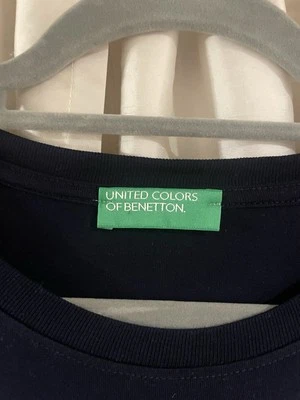 UNITED COLORS
OF BENETTON.